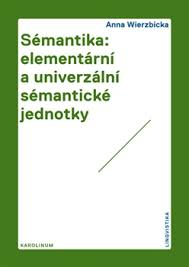 Anna Wierzbicka
Sémantika:
elementární
a univerzální
sémantické
jednotky
KAROLINUM
LINGVISTIKA